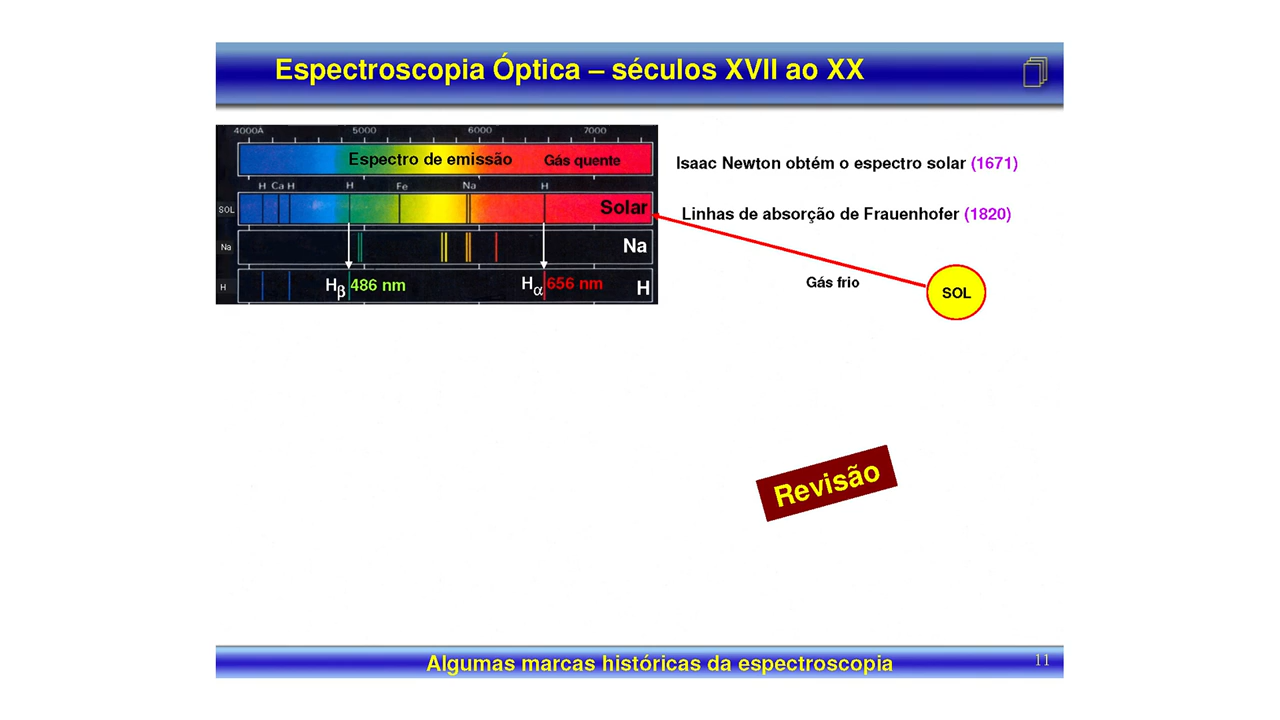 Espectroscopia Óptica – séculos XVII ao XX
4000Å 5000 6000 7000
Espectro de emissão Gás quente
H Ca H H Fe Na H
SOL Solar
Na Na
H Hβ 486 nm Hα 656 nm H
Isaac Newton obtém o espectro solar (1671)
Linhas de absorção de Frauenhofer (1820)
Gás frio
SOL
Revisão
Algumas marcas históricas da espectroscopia
11